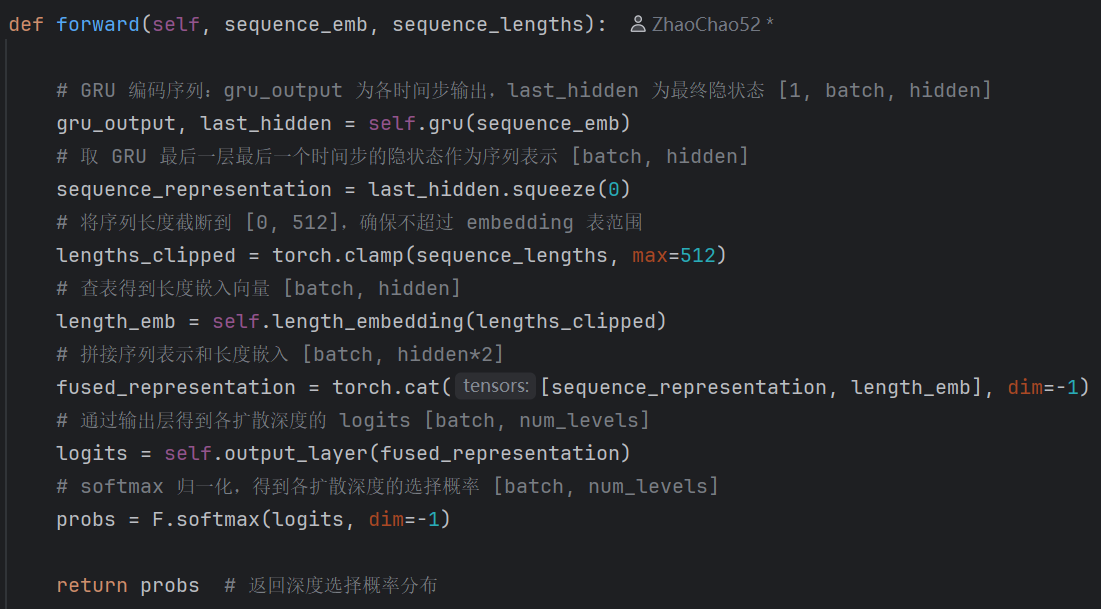 def forward(self, sequence_emb, sequence_lengths): ZhaoChao52 *
# GRU 编码序列：gru_output 为各时间步输出，last_hidden 为最终隐状态 [1, batch, hidden]
gru_output, last_hidden = self.gru(sequence_emb)
# 取 GRU 最后一层最后一个时间步的隐状态作为序列表示 [batch, hidden]
sequence_representation = last_hidden.squeeze(0)
# 将序列长度截断到 [0, 512]，确保不超过 embedding 表范围
lengths_clipped = torch.clamp(sequence_lengths, max=512)
# 查表得到长度嵌入向量 [batch, hidden]
length_emb = self.length_embedding(lengths_clipped)
# 拼接序列表示和长度嵌入 [batch, hidden*2]
fused_representation = torch.cat( tensors: [sequence_representation, length_emb], dim=-1)
# 通过输出层得到各扩散深度的 logits [batch, num_levels]
logits = self.output_layer(fused_representation)
# softmax 归一化，得到各扩散深度的选择概率 [batch, num_levels]
probs = F.softmax(logits, dim=-1)
return probs  # 返回深度选择概率分布